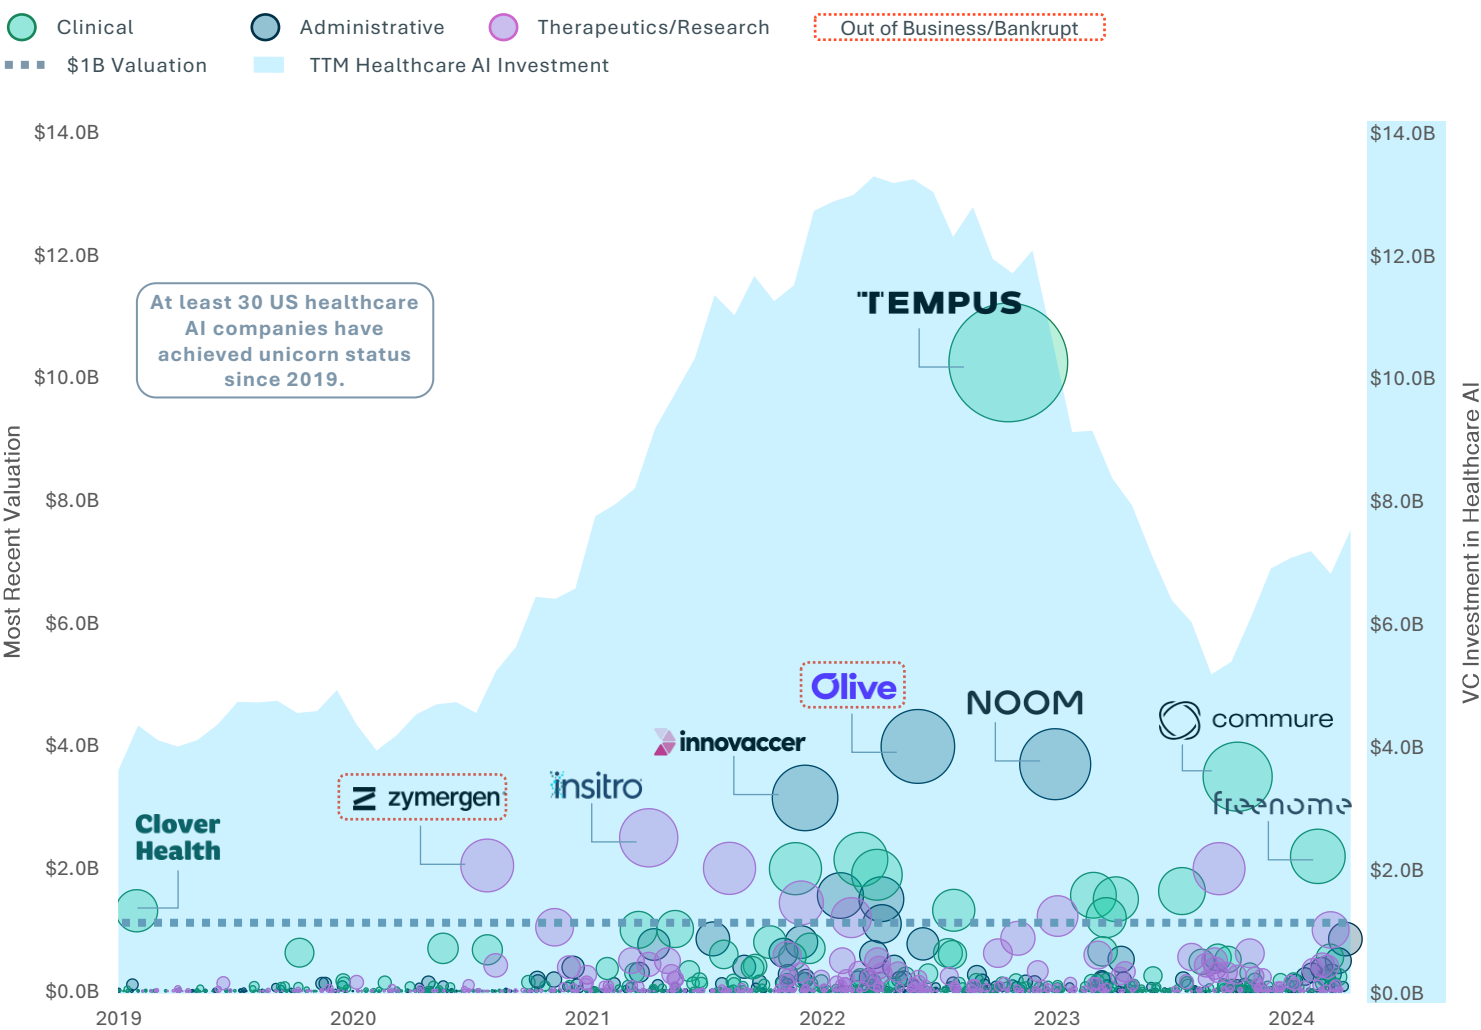 Clinical
Administrative
Therapeutics/Research
Out of Business/Bankrupt
$1B Valuation
TTM Healthcare AI Investment
$14.0B
$14.0B
$12.0B
$12.0B
At least 30 US healthcare
AI companies have
achieved unicorn status
since 2019.
TEMPUS
$10.0B
$10.0B
Most Recent Valuation
VC Investment in Healthcare AI
$8.0B
$8.0B
$6.0B
$6.0B
Olive
NOOM
commure
innovaccer
$4.0B
$4.0B
insitro
zymergen
freenome
Clover
Health
$2.0B
$2.0B
$0.0B
$0.0B
2019
2020
2021
2022
2023
2024